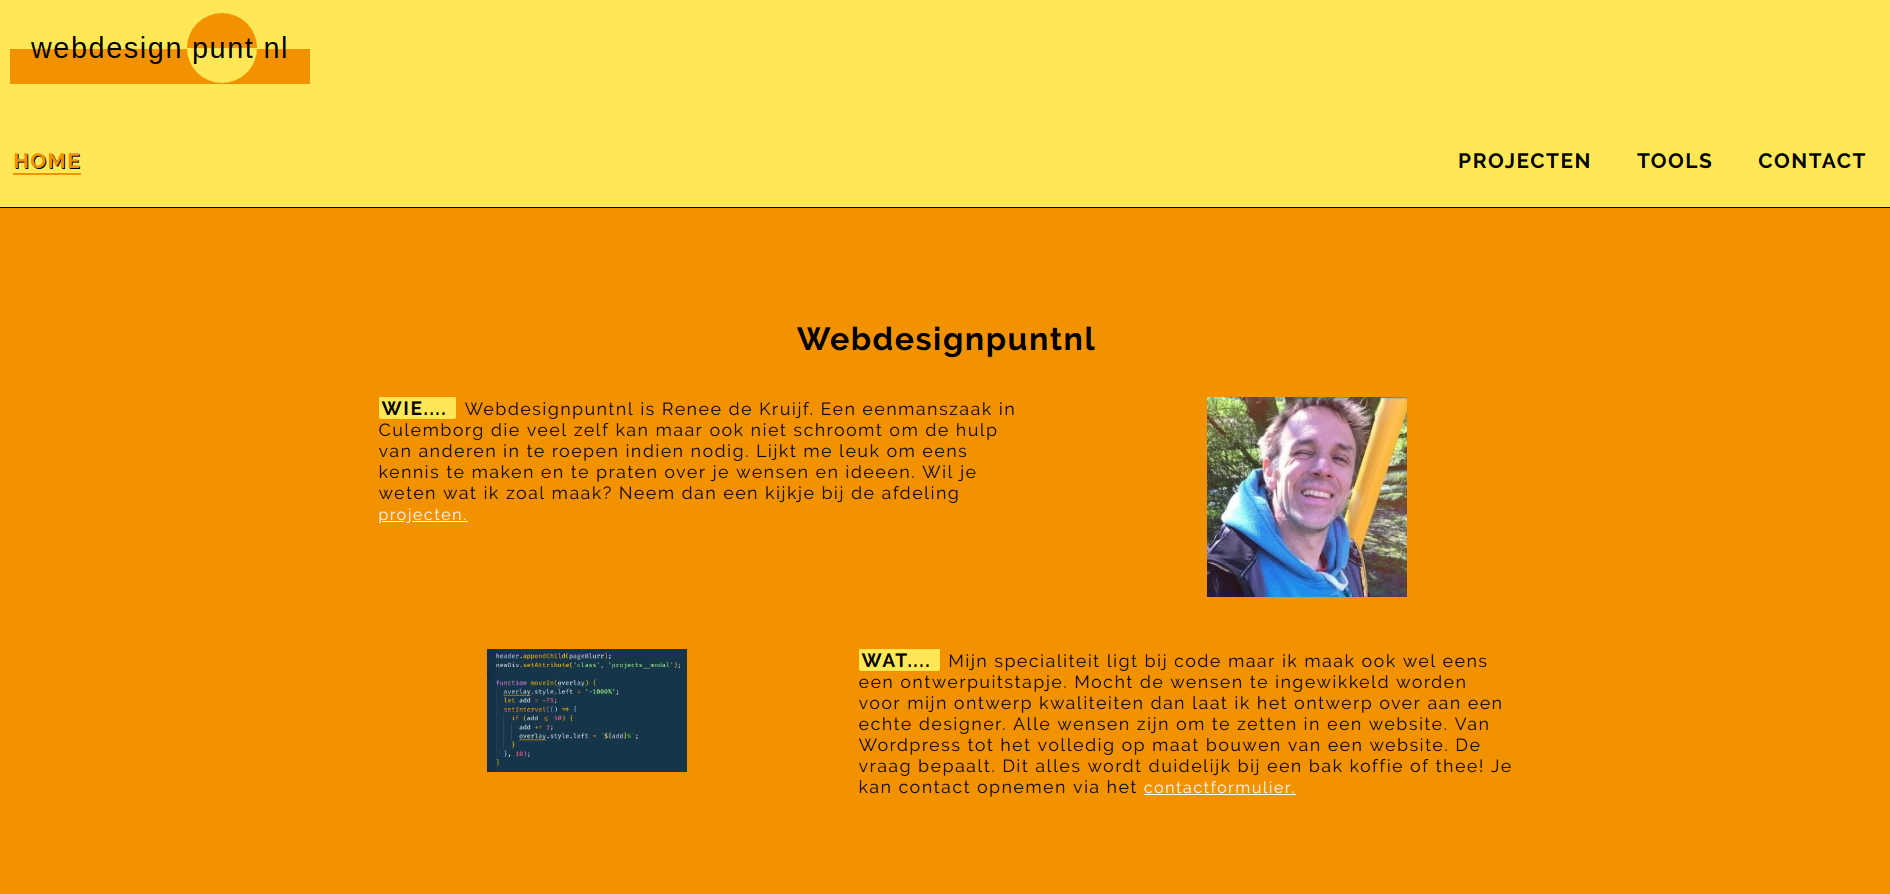 webdesign punt nl
HOME
PROJECTEN TOOLS CONTACT
Webdesignpuntnl
WIE.... Webdesignpuntnl is Renee de Kruijf. Een eenmanszaak in
Culemborg die veel zelf kan maar ook niet schroomt om de hulp
van anderen in te roepen indien nodig. Lijkt me leuk om eens
kennis te maken en te praten over je wensen en ideeen. Wil je
weten wat ik zoal maak? Neem dan een kijkje bij de afdeling
projecten.
header.appendChild(pageBlurr);
newDiv.setAttribute('class', 'projects__modal');
function moveIn(overlay) {
overlay.style.left = '-1000%';
let add = -75;
setInterval(() => {
if (add ≤ 50) {
add += 3;
overlay.style.left = `${add}%`;
}
}, 10);
}
WAT.... Mijn specialiteit ligt bij code maar ik maak ook wel eens
een ontwerpuitstapje. Mocht de wensen te ingewikkeld worden
voor mijn ontwerp kwaliteiten dan laat ik het ontwerp over aan een
echte designer. Alle wensen zijn om te zetten in een website. Van
Wordpress tot het volledig op maat bouwen van een website. De
vraag bepaalt. Dit alles wordt duidelijk bij een bak koffie of thee! Je
kan contact opnemen via het contactformulier.